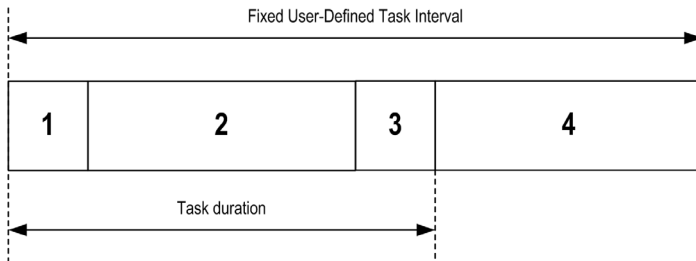 Fixed User-Defined Task Interval
1 2 3 4
Task duration